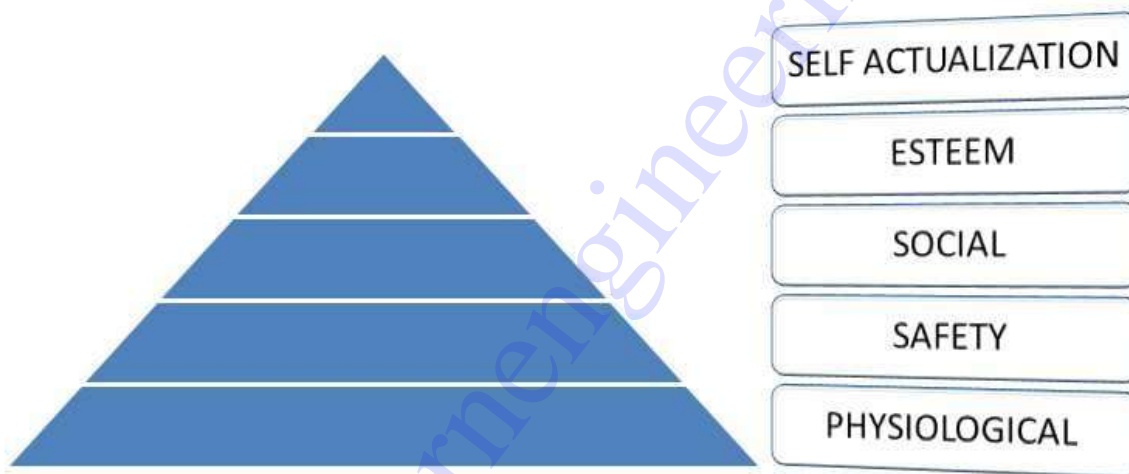 SELF ACTUALIZATION
ESTEEM
SOCIAL
SAFETY
PHYSIOLOGICAL